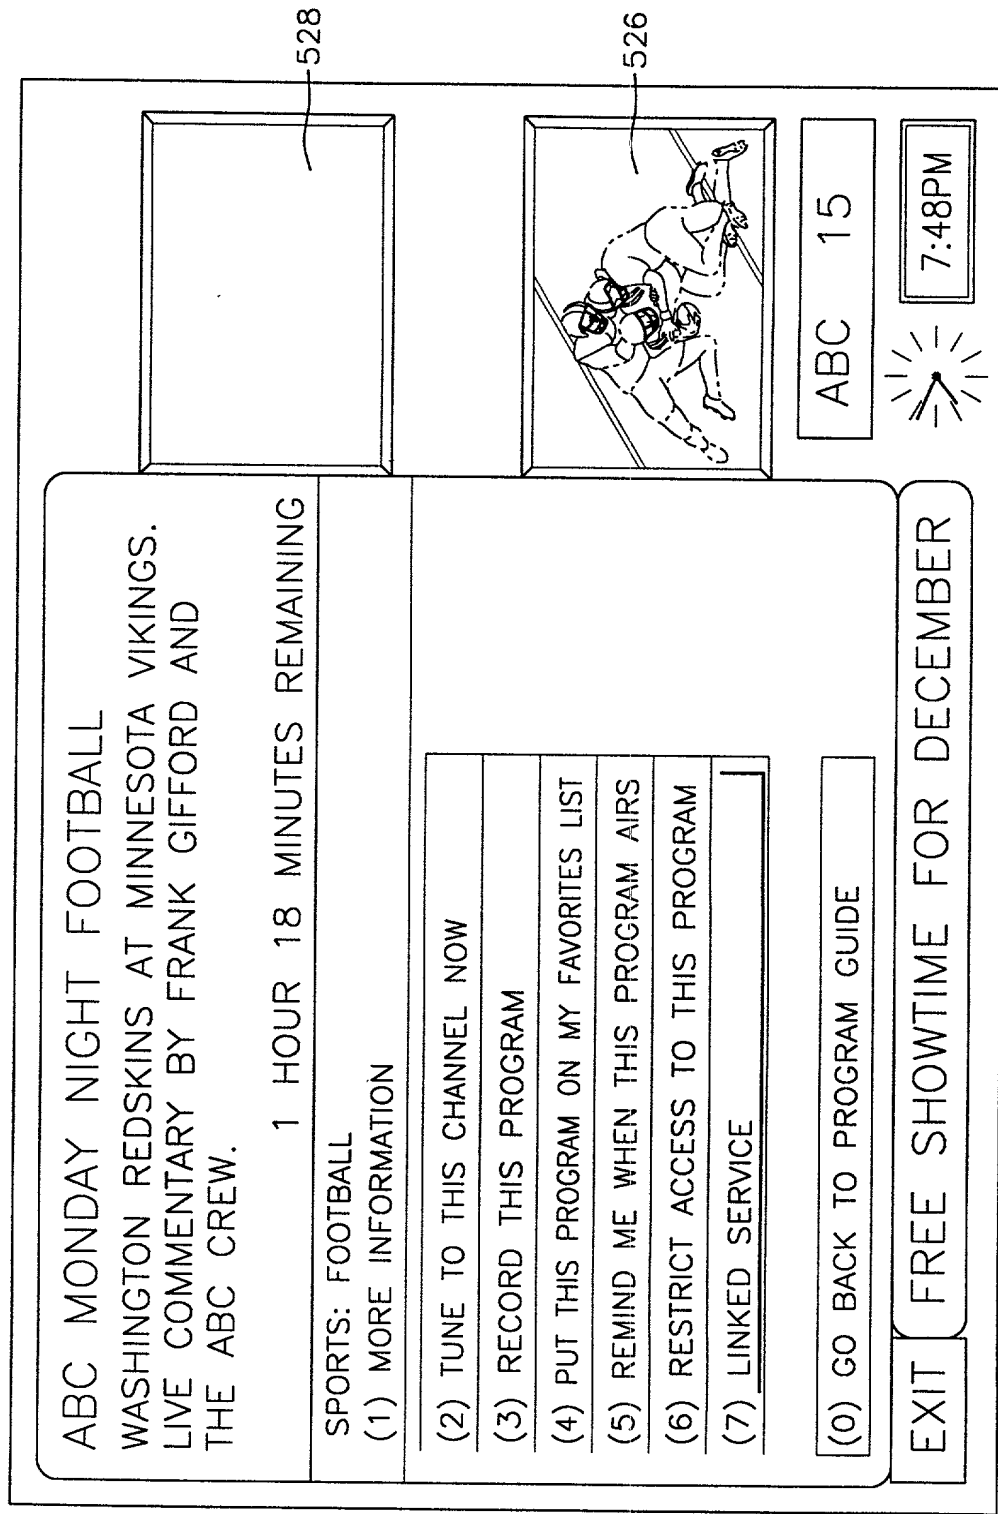 ABC MONDAY NIGHT FOOTBALL
WASHINGTON REDSKINS AT MINNESOTA VIKINGS.
LIVE COMMENTARY BY FRANK GIFFORD AND
THE ABC CREW.
1 HOUR 18 MINUTES REMAINING
SPORTS: FOOTBALL
(1) MORE INFORMATION
(2) TUNE TO THIS CHANNEL NOW
(3) RECORD THIS PROGRAM
(4) PUT THIS PROGRAM ON MY FAVORITES LIST
(5) REMIND ME WHEN THIS PROGRAM AIRS
(6) RESTRICT ACCESS TO THIS PROGRAM
(7) LINKED SERVICE
(0) GO BACK TO PROGRAM GUIDE
EXIT
FREE SHOWTIME FOR DECEMBER
528
526
ABC 15
7:48PM